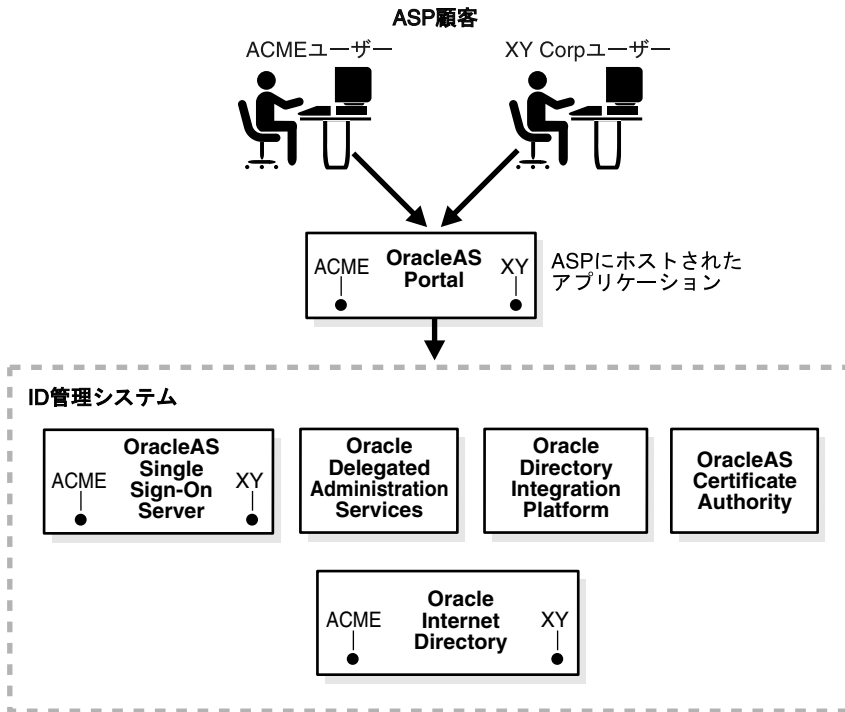 ASP顧客
ACMEユーザー
XY Corpユーザー
ACME
OracleAS
Portal
XY
ASPにホストされた
アプリケーション
ID管理システム
ACME
OracleAS
Single
Sign-On
Server
XY
Oracle
Delegated
Administration
Services
Oracle
Directory
Integration
Platform
OracleAS
Certificate
Authority
ACME
Oracle
Internet
Directory
XY